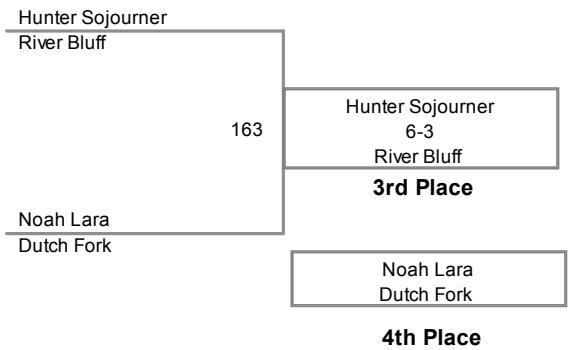 Hunter Sojourner
River Bluff
163
Hunter Sojourner
6-3
River Bluff
3rd Place
Noah Lara
Dutch Fork
Noah Lara
Dutch Fork
4th Place